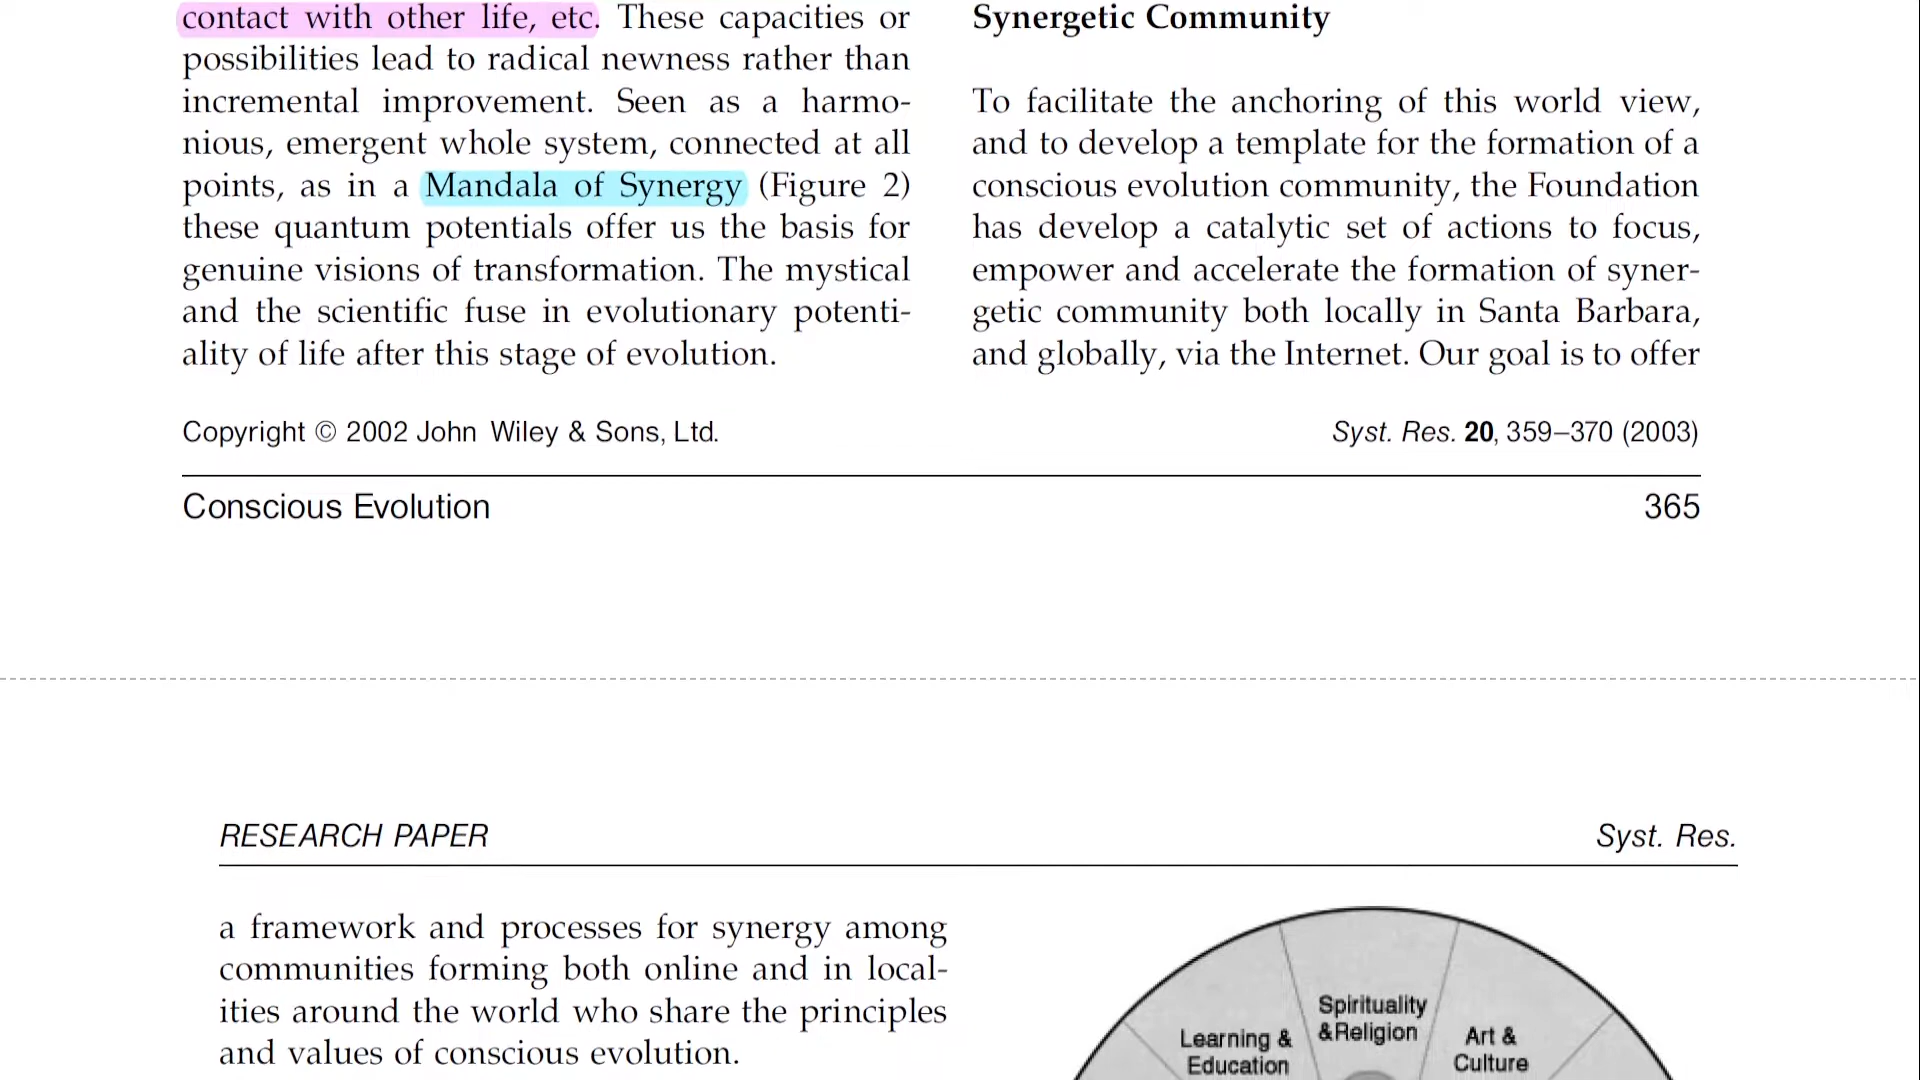 contact with other life, etc. These capacities or
possibilities lead to radical newness rather than
incremental improvement. Seen as a harmo-
nious, emergent whole system, connected at all
points, as in a Mandala of Synergy (Figure 2)
these quantum potentials offer us the basis for
genuine visions of transformation. The mystical
and the scientific fuse in evolutionary potenti-
ality of life after this stage of evolution.
Synergetic Community
To facilitate the anchoring of this world view,
and to develop a template for the formation of a
conscious evolution community, the Foundation
has develop a catalytic set of actions to focus,
empower and accelerate the formation of syner-
getic community both locally in Santa Barbara,
and globally, via the Internet. Our goal is to offer
Copyright © 2002 John Wiley & Sons, Ltd.
Syst. Res. 20, 359–370 (2003)
Conscious Evolution
365
RESEARCH PAPER
Syst. Res.
a framework and processes for synergy among
communities forming both online and in local-
ities around the world who share the principles
and values of conscious evolution.
Learning &
Education
Spirituality
&Religion
Art &
Culture